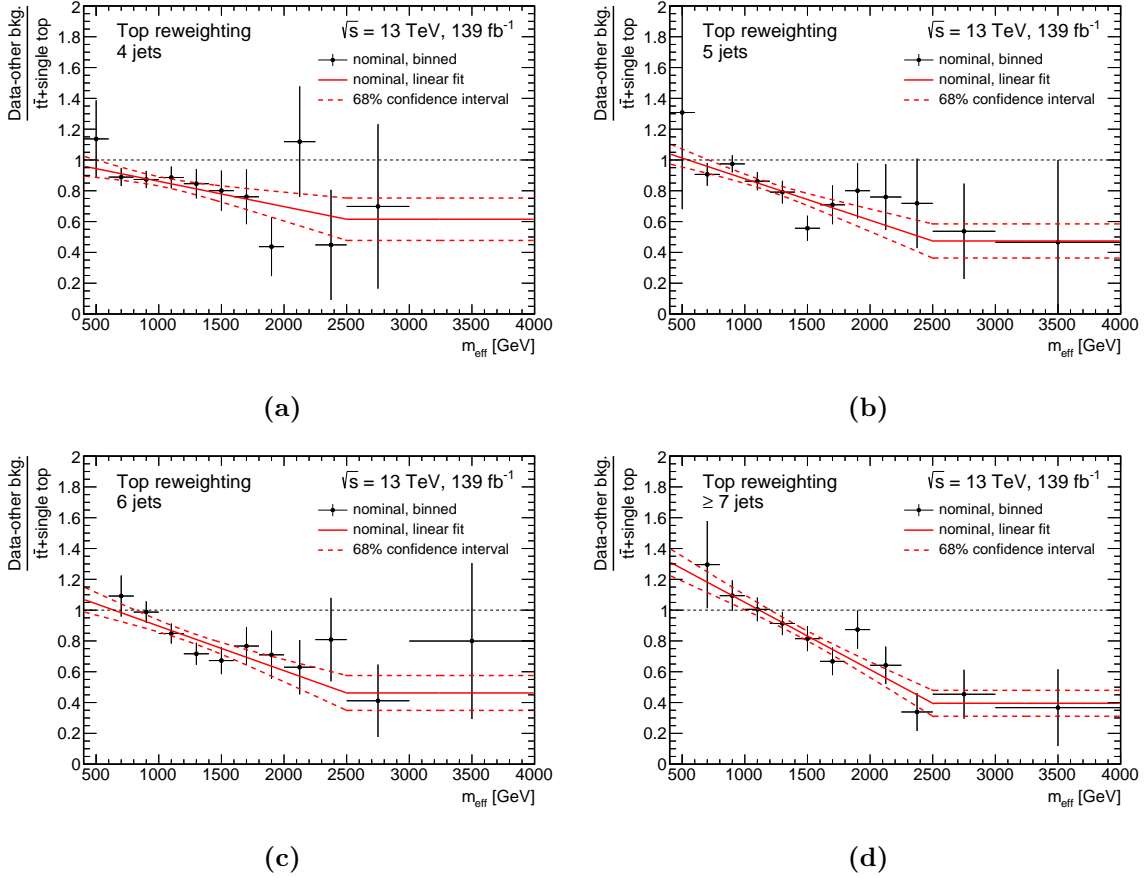 Data-other bkg.
tt̄+single top
Top reweighting
4 jets
√s = 13 TeV, 139 fb⁻¹
nominal, binned
nominal, linear fit
68% confidence interval
2
1.8
1.6
1.4
1.2
1
0.8
0.6
0.4
0.2
0
500 1000 1500 2000 2500 3000 3500 4000
m_eff [GeV]
(a)
Data-other bkg.
tt̄+single top
Top reweighting
5 jets
√s = 13 TeV, 139 fb⁻¹
nominal, binned
nominal, linear fit
68% confidence interval
2
1.8
1.6
1.4
1.2
1
0.8
0.6
0.4
0.2
0
500 1000 1500 2000 2500 3000 3500 4000
m_eff [GeV]
(b)
Data-other bkg.
tt̄+single top
Top reweighting
6 jets
√s = 13 TeV, 139 fb⁻¹
nominal, binned
nominal, linear fit
68% confidence interval
2
1.8
1.6
1.4
1.2
1
0.8
0.6
0.4
0.2
0
500 1000 1500 2000 2500 3000 3500 4000
m_eff [GeV]
(c)
Data-other bkg.
tt̄+single top
Top reweighting
≥ 7 jets
√s = 13 TeV, 139 fb⁻¹
nominal, binned
nominal, linear fit
68% confidence interval
2
1.8
1.6
1.4
1.2
1
0.8
0.6
0.4
0.2
0
500 1000 1500 2000 2500 3000 3500 4000
m_eff [GeV]
(d)